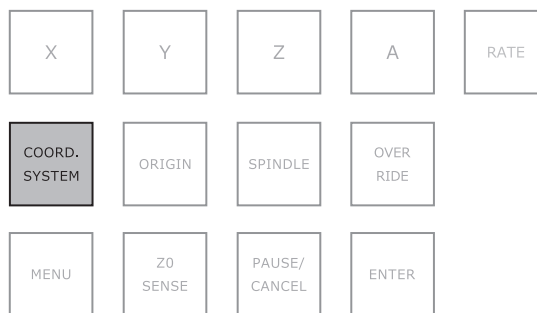 X Y Z A RATE
COORD.
SYSTEM
ORIGIN
SPINDLE
OVER
RIDE
MENU
Z0
SENSE
PAUSE/
CANCEL
ENTER